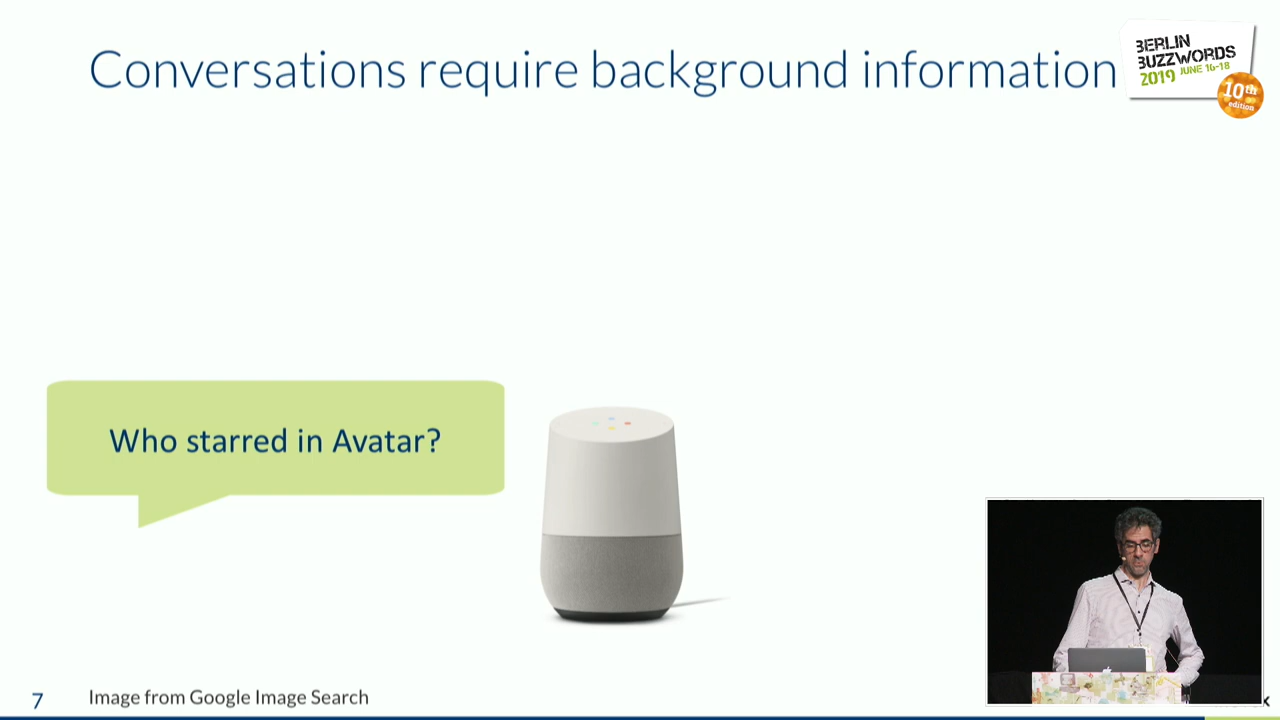 Conversations require background information
BERLIN
BUZZWORDS
2019 JUNE 16-18
10th
edition
Who starred in Avatar?
7
Image from Google Image Search